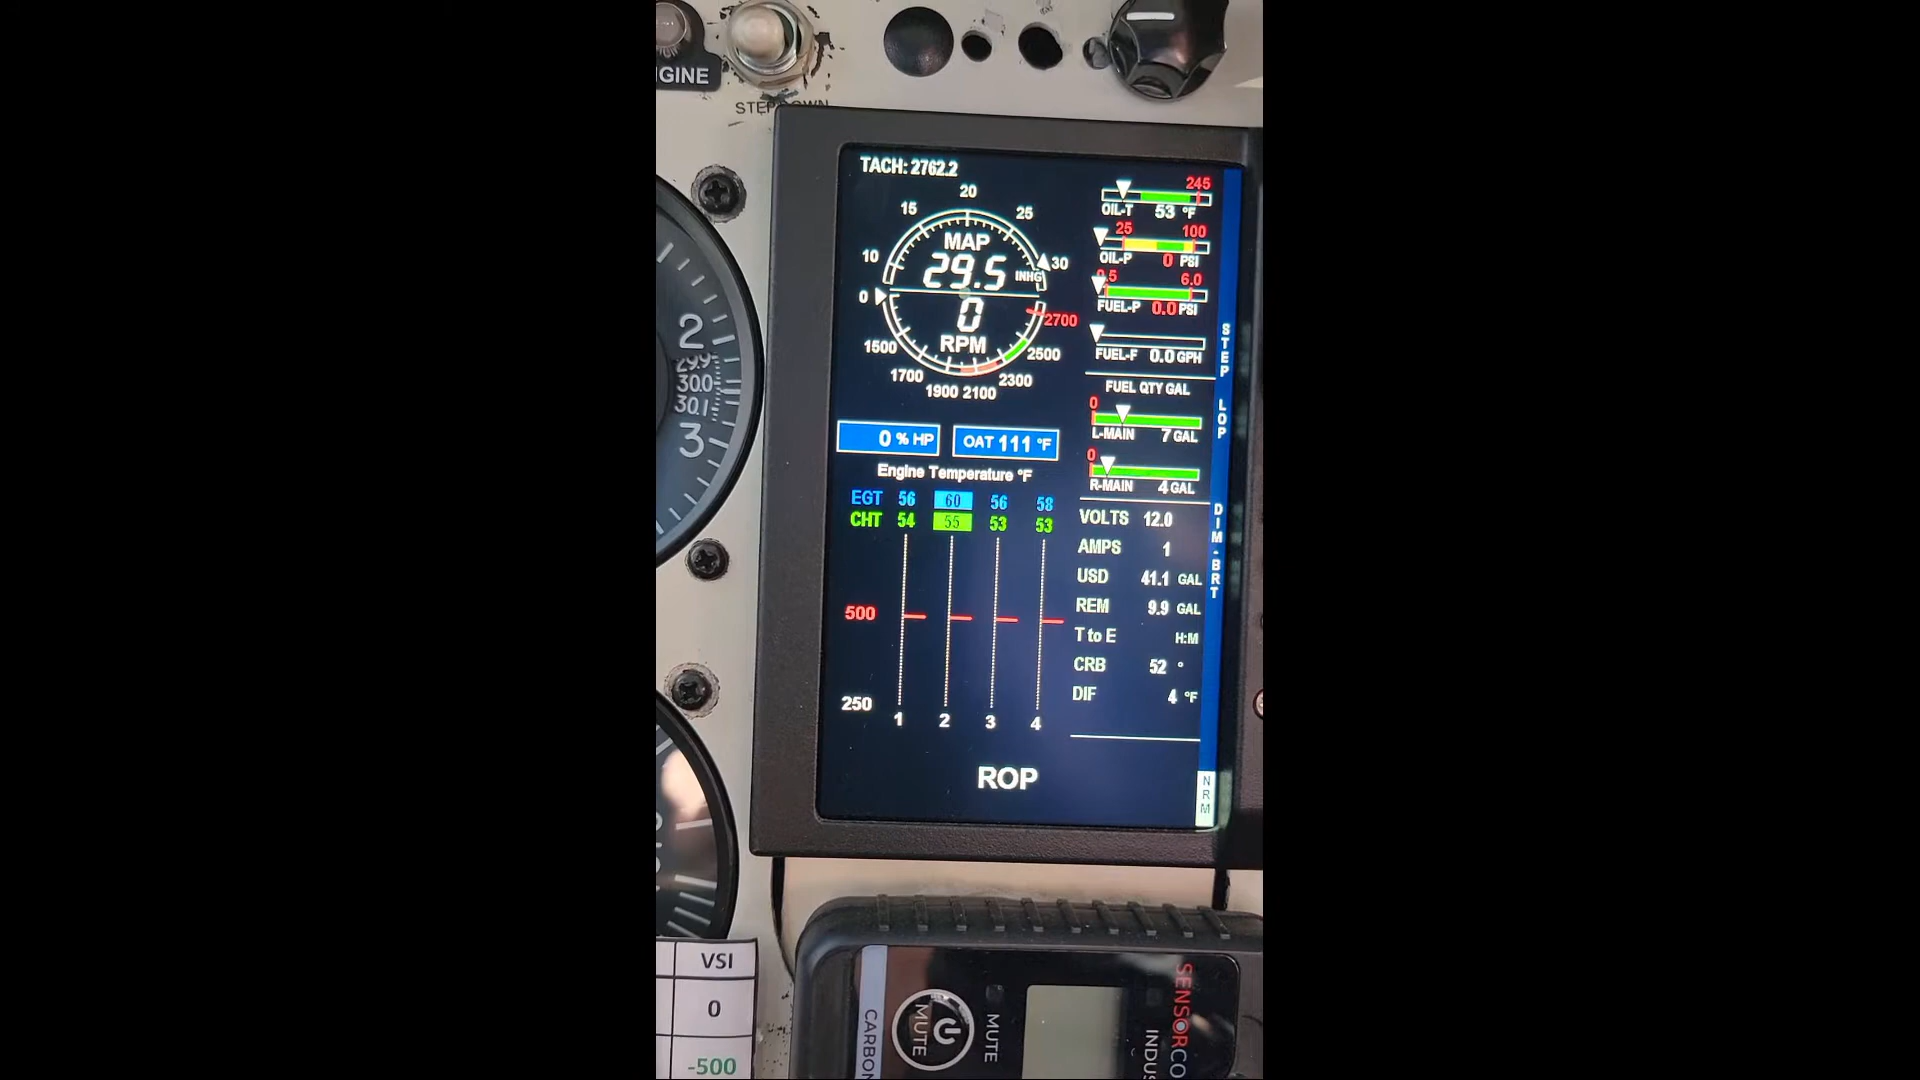 GINE
STEP DOWN
TACH: 2762.2
20
15
25
10
30
MAP
29.5 INHG
0
0
RPM
2700
1500
2500
1700
2300
1900
2100
245
OIL-T 53 °F
25
100
OIL-P 0 PSI
0.5
6.0
FUEL-P 0.0 PSI
FUEL-F 0.0 GPH
FUEL QTY GAL
0
L-MAIN 7 GAL
0
R-MAIN 4 GAL
0 % HP
OAT 111 °F
Engine Temperature °F
EGT 56 60 56 58
CHT 54 55 53 53
500
250
1 2 3 4
ROP
VOLTS 12.0
AMPS 1
USD 41.1 GAL
REM 9.9 GAL
T to E H:M
CRB 52 °
DIF 4 °F
STEP
LOP
DIM-BRT
NRM
2
29.9
30.0
30.1
3
VSI
0
-500
CARBON
MUTE
MUTE
SENSORCO
INDUS